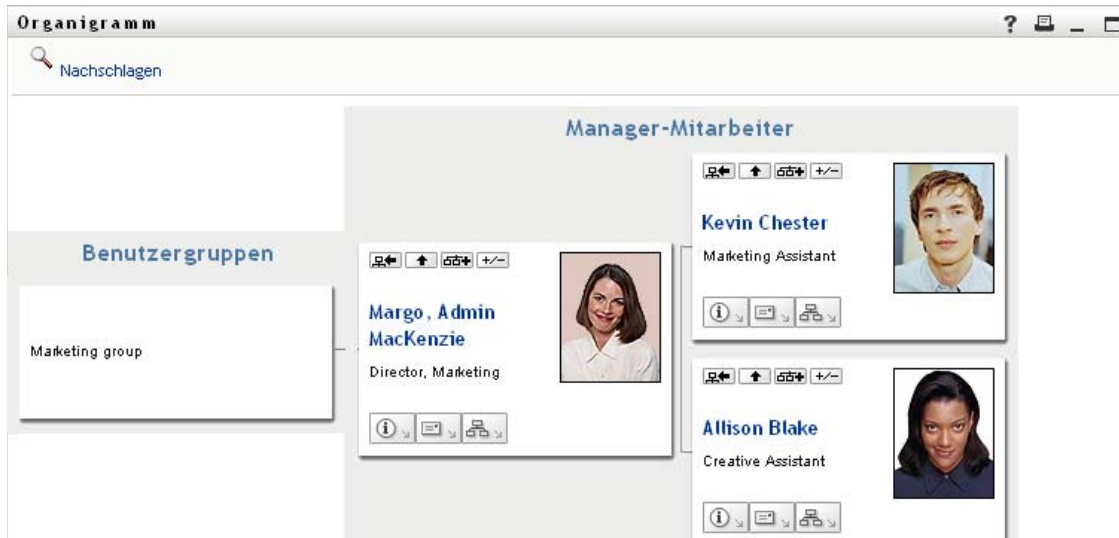 Organigramm
?
Nachschlagen
Manager-Mitarbeiter
+/-
Kevin Chester
Marketing Assistant
Benutzergruppen
Marketing group
+/-
Margo, Admin
MacKenzie
Director, Marketing
+/-
Allison Blake
Creative Assistant